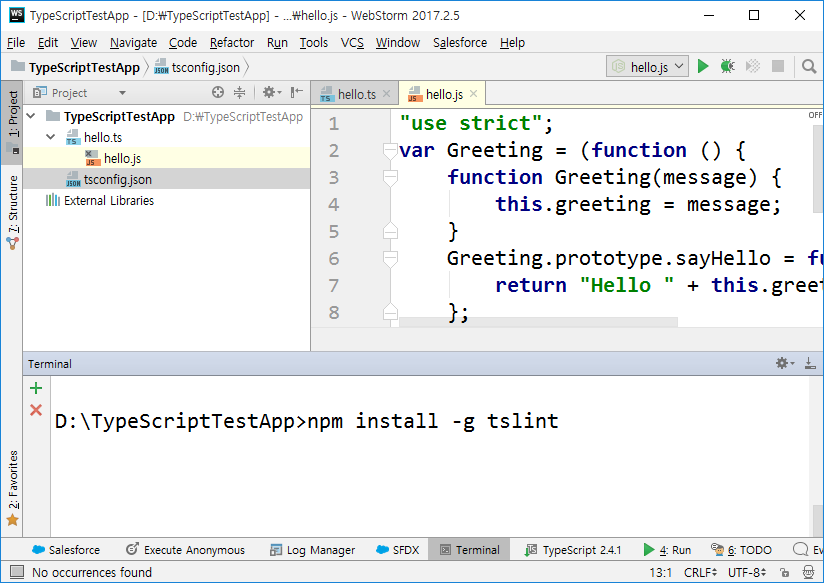 WS TypeScriptTestApp - [D:₩TypeScriptTestApp] - ...₩hello.js - WebStorm 2017.2.5
File Edit View Navigate Code Refactor Run Tools VCS Window Salesforce Help
TypeScriptTestApp tsconfig.json hello.js
1: Project
7: Structure
2: Favorites
Project
TypeScriptTestApp D:₩TypeScriptTestApp
hello.ts
hello.js
tsconfig.json
External Libraries
hello.ts hello.js
OFF
1 "use strict";
2 var Greeting = (function () {
3 function Greeting(message) {
4 this.greeting = message;
5 }
6 Greeting.prototype.sayHello = fu
7 return "Hello " + this.greet
8 };
Terminal
D:\TypeScriptTestApp>npm install -g tslint
Salesforce Execute Anonymous Log Manager SFDX Terminal TypeScript 2.4.1 4: Run 6: TODO Ev
No occurrences found 13:1 CRLF UTF-8